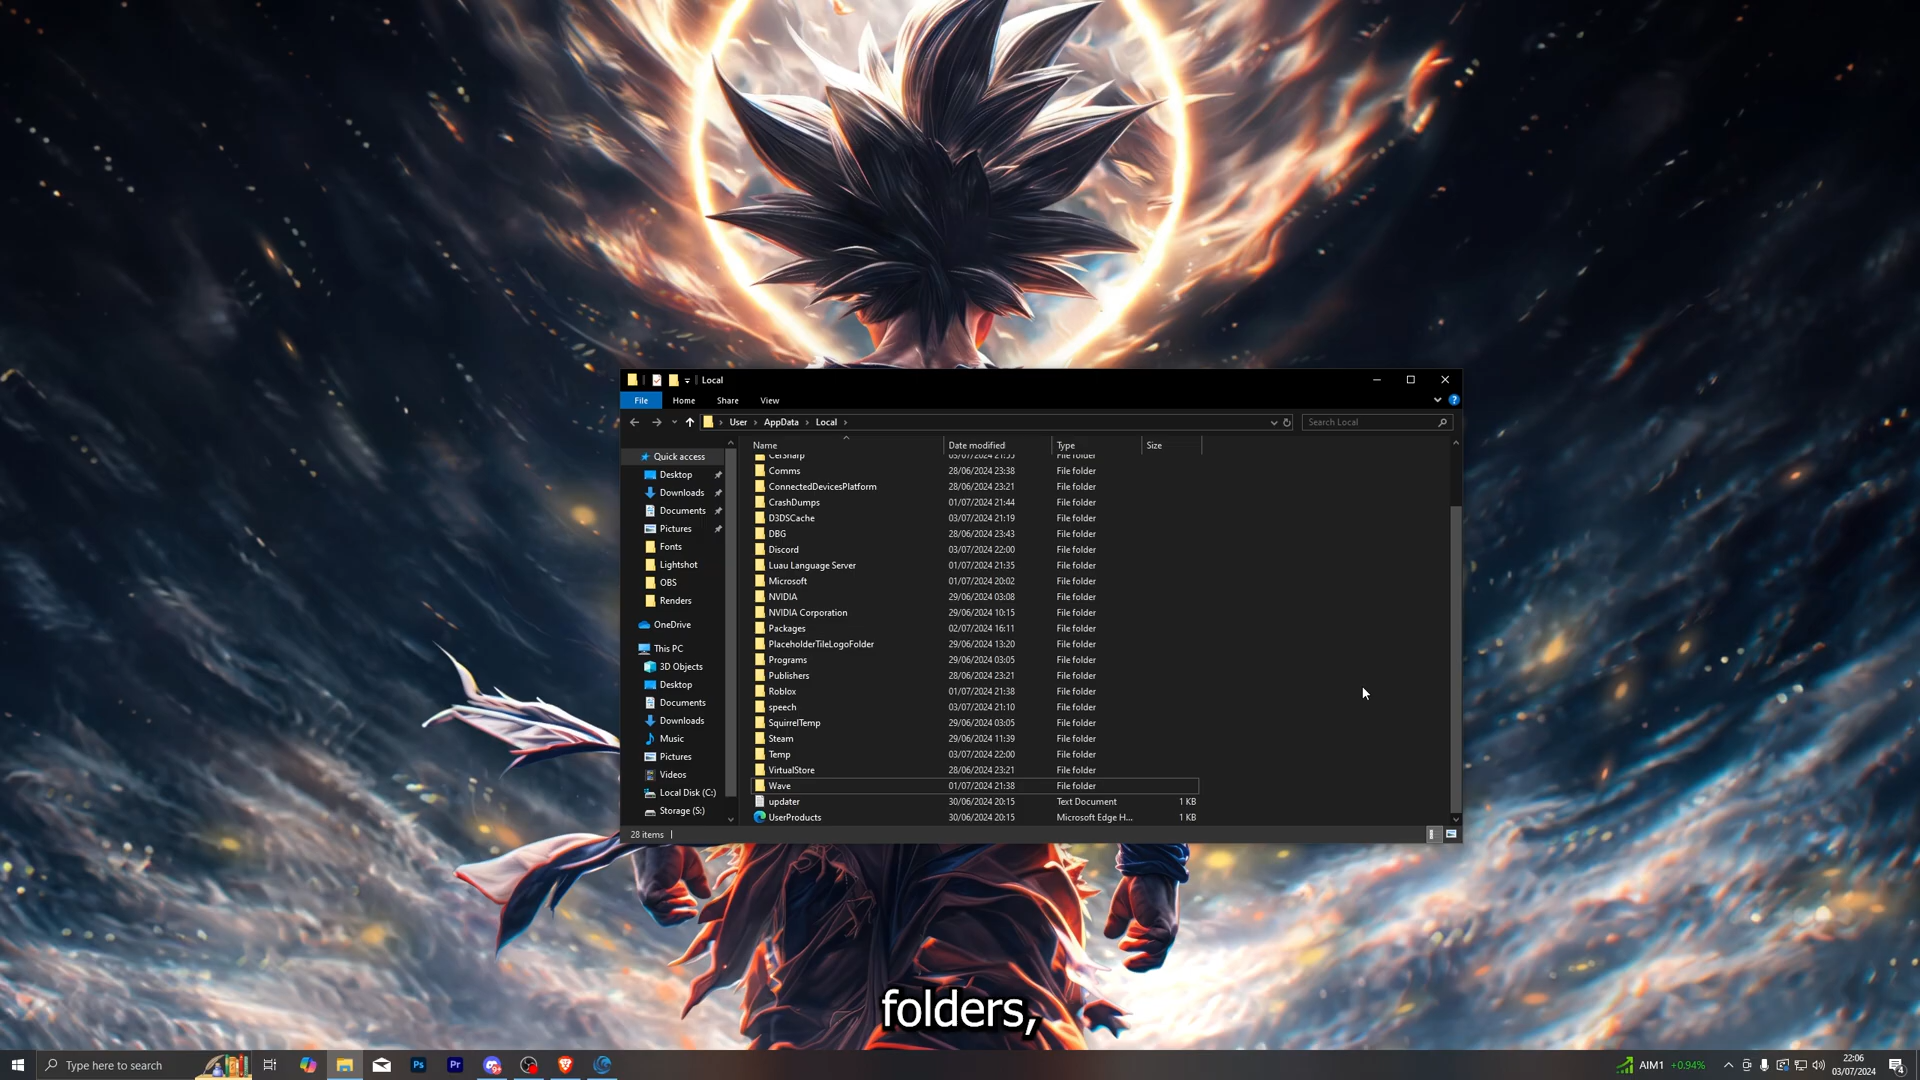 Local
File Home Share View
User AppData Local Search Local
Name Date modified Type Size
Quick access
Desktop
Downloads
Documents
Pictures
Fonts
Lightshot
OBS
Renders
OneDrive
This PC
3D Objects
Desktop
Documents
Downloads
Music
Pictures
Videos
Local Disk (C:)
Storage (S:)
Comms 28/06/2024 23:38 File folder
ConnectedDevicesPlatform 28/06/2024 23:21 File folder
CrashDumps 01/07/2024 21:44 File folder
D3DSCache 03/07/2024 21:19 File folder
DBG 28/06/2024 23:43 File folder
Discord 03/07/2024 22:00 File folder
Luau Language Server 01/07/2024 21:35 File folder
Microsoft 01/07/2024 20:02 File folder
NVIDIA 29/06/2024 03:08 File folder
NVIDIA Corporation 29/06/2024 10:15 File folder
Packages 02/07/2024 16:11 File folder
PlaceholderTileLogoFolder 29/06/2024 13:20 File folder
Programs 29/06/2024 03:05 File folder
Publishers 28/06/2024 23:21 File folder
Roblox 01/07/2024 21:38 File folder
speech 03/07/2024 21:10 File folder
SquirrelTemp 29/06/2024 03:05 File folder
Steam 29/06/2024 11:39 File folder
Temp 03/07/2024 22:00 File folder
VirtualStore 28/06/2024 23:21 File folder
Wave 01/07/2024 21:38 File folder
updater 30/06/2024 20:15 Text Document 1 KB
UserProducts 30/06/2024 20:15 Microsoft Edge H... 1 KB
28 items
folders,
Type here to search
Ps
Pr
AIM1 +0.94%
22:06
03/07/2024
4